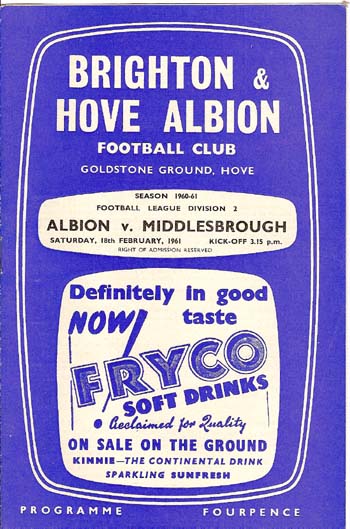 BRIGHTON &
HOVE ALBION
FOOTBALL CLUB
GOLDSTONE GROUND, HOVE
SEASON 1960-61
FOOTBALL LEAGUE DIVISION 2
ALBION v. MIDDLESBROUGH
SATURDAY, 18th FEBRUARY, 1961 KICK-OFF 3.15 p.m.
RIGHT OF ADMISSION RESERVED
Definitely in good
NOW! taste
FRYCO
SOFT DRINKS
• Acclaimed for Quality
ON SALE ON THE GROUND
KINNIE—THE CONTINENTAL DRINK
SPARKLING SUNFRESH
PROGRAMME FOURPENCE